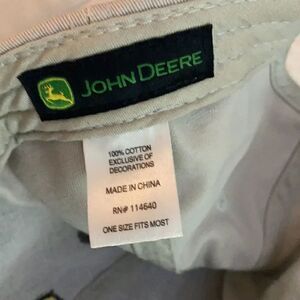 JOHN DEERE
100% COTTON
EXCLUSIVE OF
DECORATIONS
MADE IN CHINA
RN# 114640
ONE SIZE FITS MOST